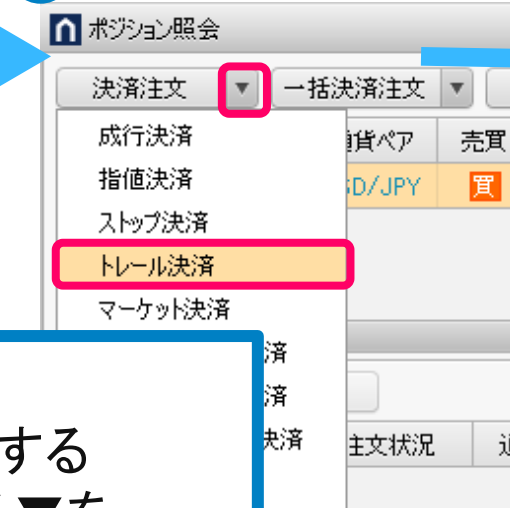 ポジション照会
決済注文 ▼ 一括決済注文 ▼
成行決済
指値決済
ストップ決済
トレール決済
マーケット決済
貨ペア 売買
D/JPY 買
済
済
決済
注文状況
する
▼を